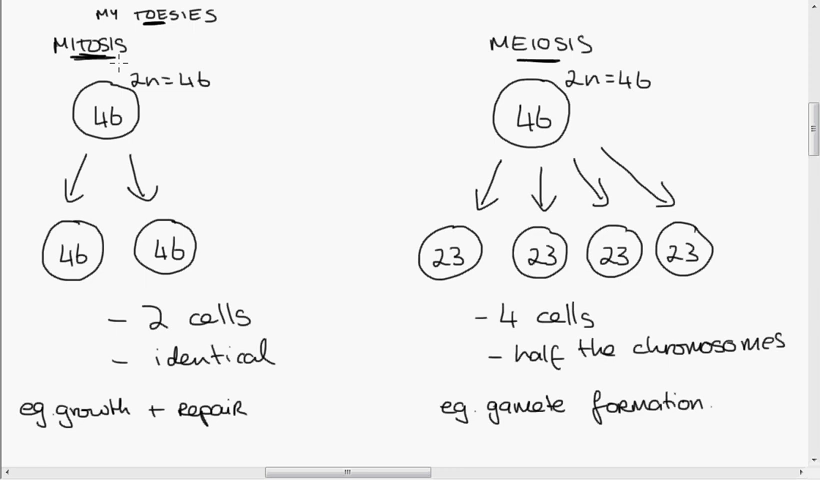 MY TOESIES
MITOSIS
2n=46
46
46 46
- 2 cells
- identical
eg. growth + repair
MEIOSIS
2n=46
46
23 23 23 23
- 4 cells
- half the chromosomes
eg. gamete formation.